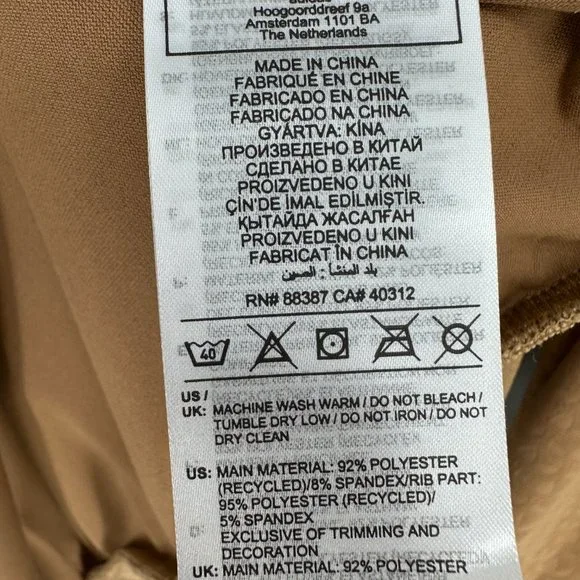 adidas
Hoogoorddreef 9a
Amsterdam 1101 BA
The Netherlands
MADE IN CHINA
FABRIQUÉ EN CHINE
FABRICADO EN CHINA
FABRICADO NA CHINA
GYÁRTVA: KÍNA
ПРОИЗВЕДЕНО В КИТАЙ
СДЕЛАНО В КИТАЕ
PROIZVEDENO U KINI
ÇİN'DE İMAL EDİLMİŞTİR.
ҚЫТАЙДА ЖАСАЛҒАН
PROIZVEDENO U KINI
FABRICAT ÎN CHINA
بلد المنشأ : الصين
RN# 88387 CA# 40312
40
US /
UK: MACHINE WASH WARM / DO NOT BLEACH /
TUMBLE DRY LOW / DO NOT IRON / DO NOT
DRY CLEAN
US: MAIN MATERIAL: 92% POLYESTER
(RECYCLED)/8% SPANDEX/RIB PART:
95% POLYESTER (RECYCLED)/
5% SPANDEX
EXCLUSIVE OF TRIMMING AND
DECORATION
UK: MAIN MATERIAL: 92% POLYESTER